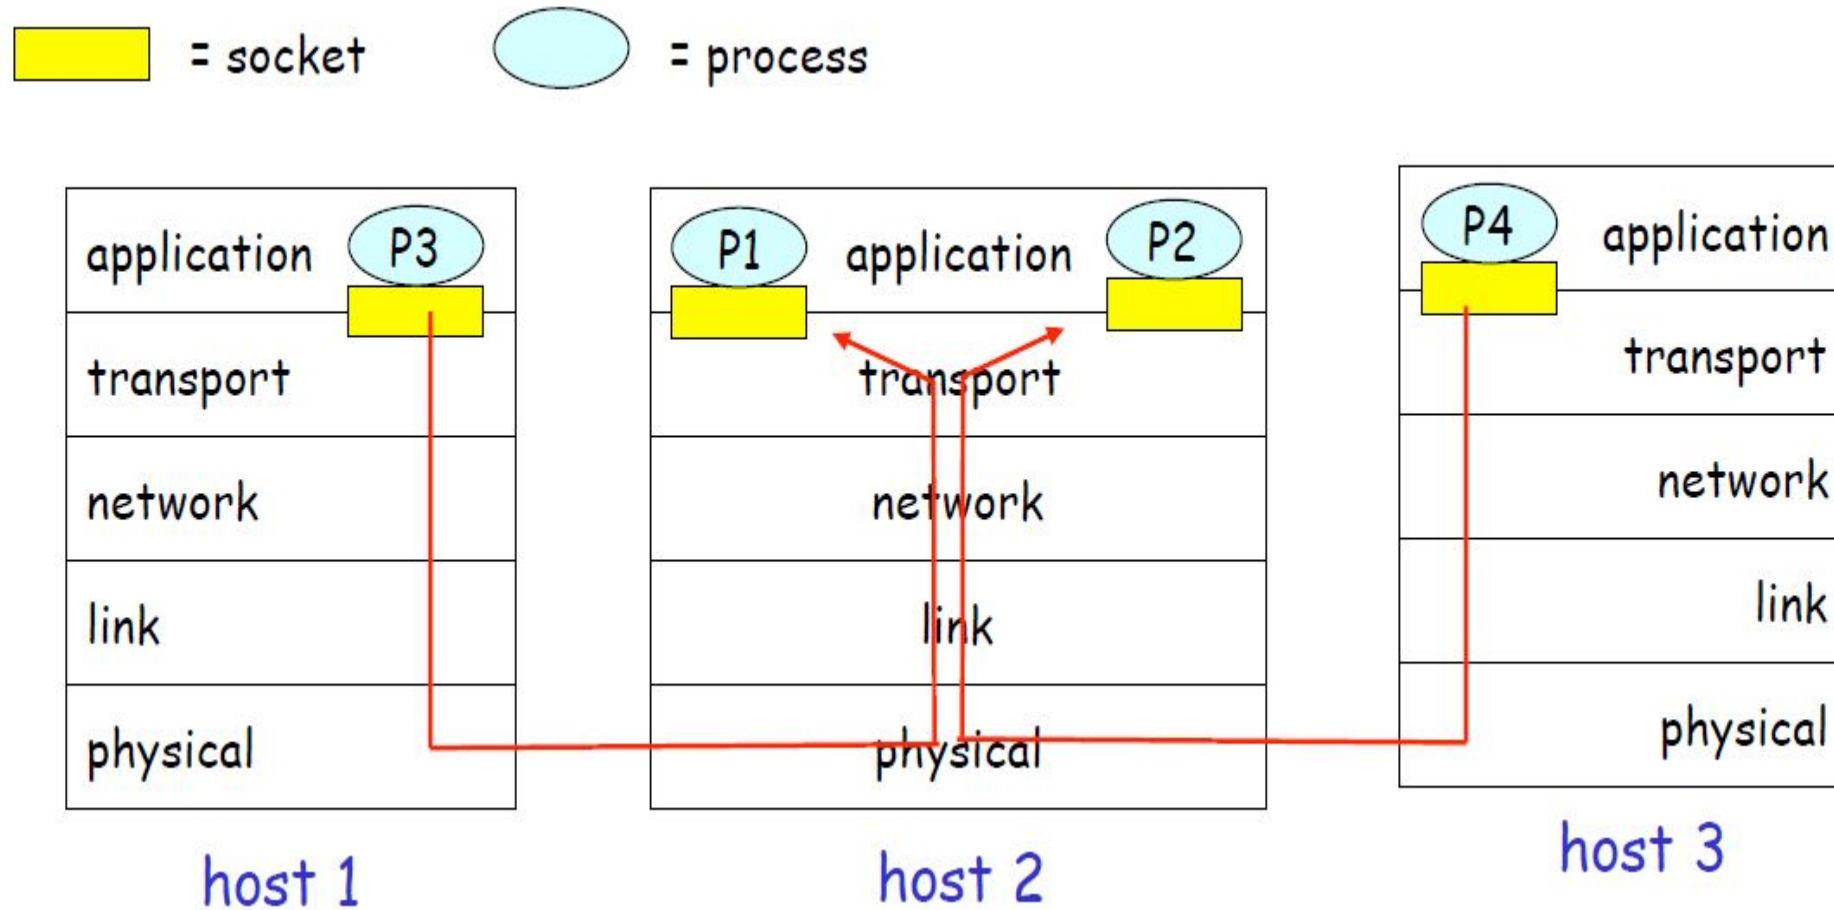 = socket
= process
application
P3
transport
network
link
physical
host 1
P1
application
P2
transport
network
link
physical
host 2
P4
application
transport
network
link
physical
host 3